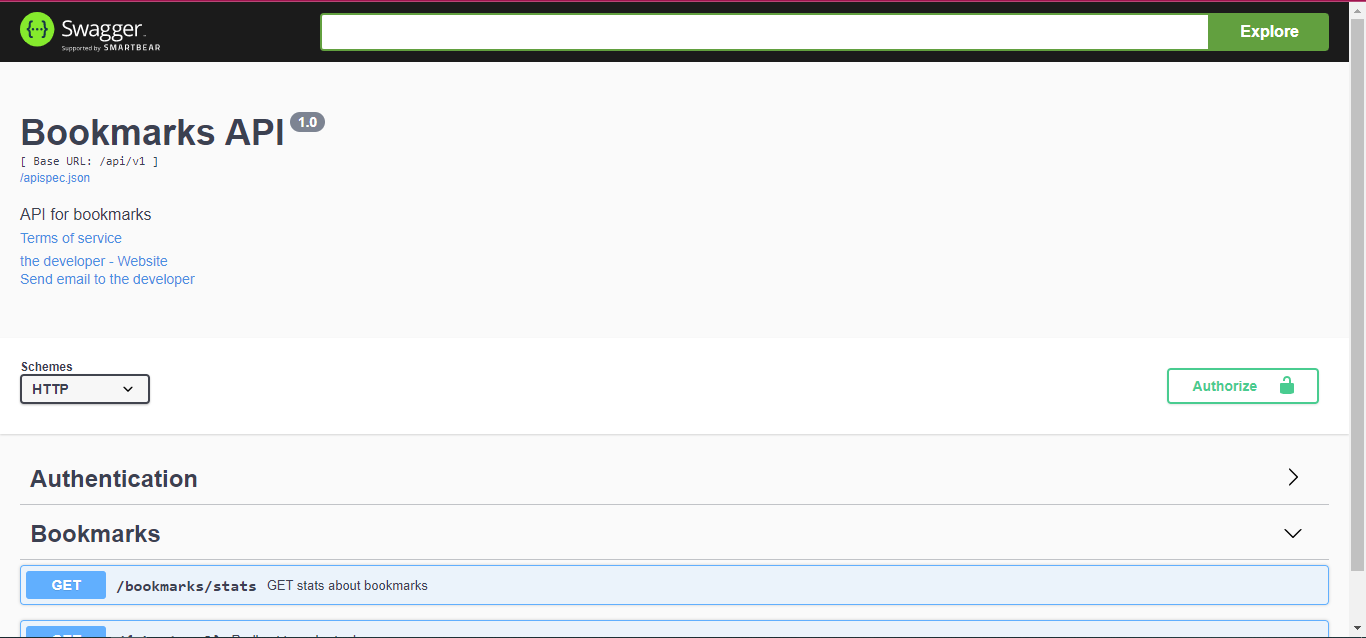 Swagger
Supported by SMARTBEAR
Explore
Bookmarks API 1.0
[ Base URL: /api/v1 ]
/apispec.json
API for bookmarks
Terms of service
the developer - Website
Send email to the developer
Schemes
HTTP
Authorize
Authentication
Bookmarks
GET /bookmarks/stats GET stats about bookmarks
GET